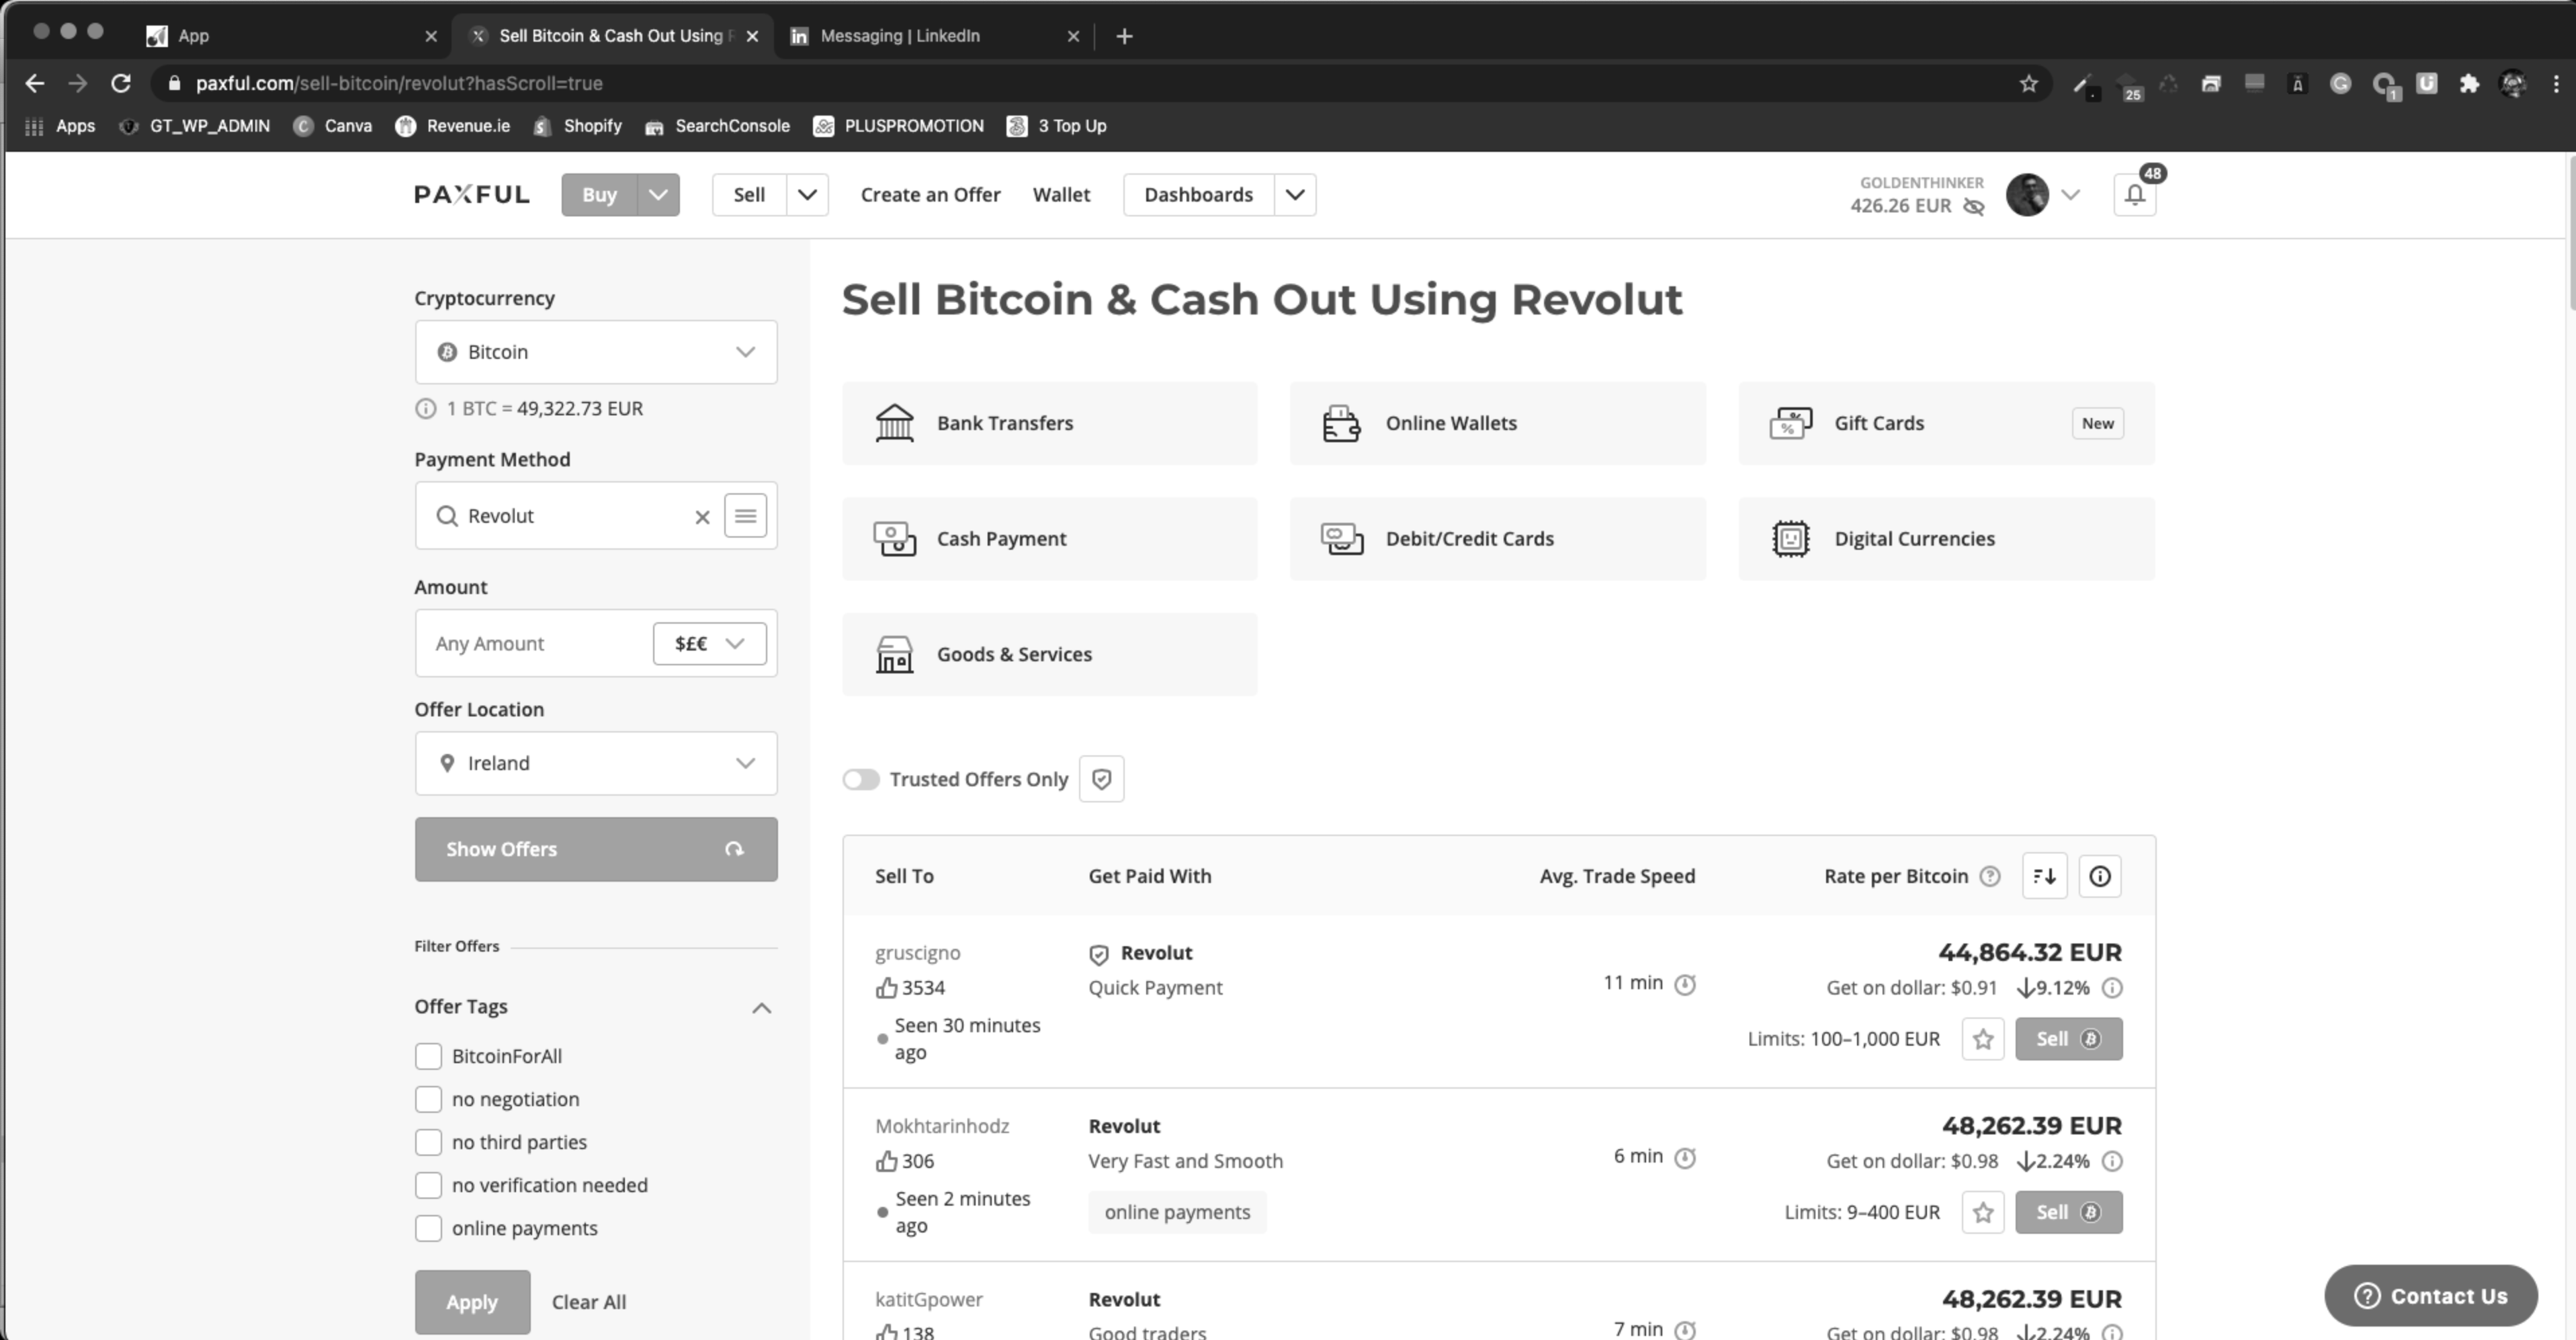 App
Sell Bitcoin & Cash Out Using R
Messaging | LinkedIn
paxful.com/sell-bitcoin/revolut?hasScroll=true
25
1
Apps
GT_WP_ADMIN
Canva
Revenue.ie
Shopify
SearchConsole
PLUSPROMOTION
3 Top Up
PAXFUL
Buy
Sell
Create an Offer
Wallet
Dashboards
GOLDENTHINKER
426.26 EUR
48
Cryptocurrency
Bitcoin
1 BTC = 49,322.73 EUR
Payment Method
Revolut
Amount
Any Amount
$£€
Offer Location
Ireland
Show Offers
Filter Offers
Offer Tags
BitcoinForAll
no negotiation
no third parties
no verification needed
online payments
Apply
Clear All
Sell Bitcoin & Cash Out Using Revolut
Bank Transfers
Online Wallets
Gift Cards
New
Cash Payment
Debit/Credit Cards
Digital Currencies
Goods & Services
Trusted Offers Only
Sell To
Get Paid With
Avg. Trade Speed
Rate per Bitcoin
gruscigno
3534
Seen 30 minutes
ago
Revolut
Quick Payment
11 min
44,864.32 EUR
Get on dollar: $0.91
9.12%
Limits: 100–1,000 EUR
Sell
Mokhtarinhodz
306
Seen 2 minutes
ago
Revolut
Very Fast and Smooth
online payments
6 min
48,262.39 EUR
Get on dollar: $0.98
2.24%
Limits: 9–400 EUR
Sell
katitGpower
138
Revolut
Good traders
7 min
48,262.39 EUR
Get on dollar: $0.98
2.24%
Contact Us